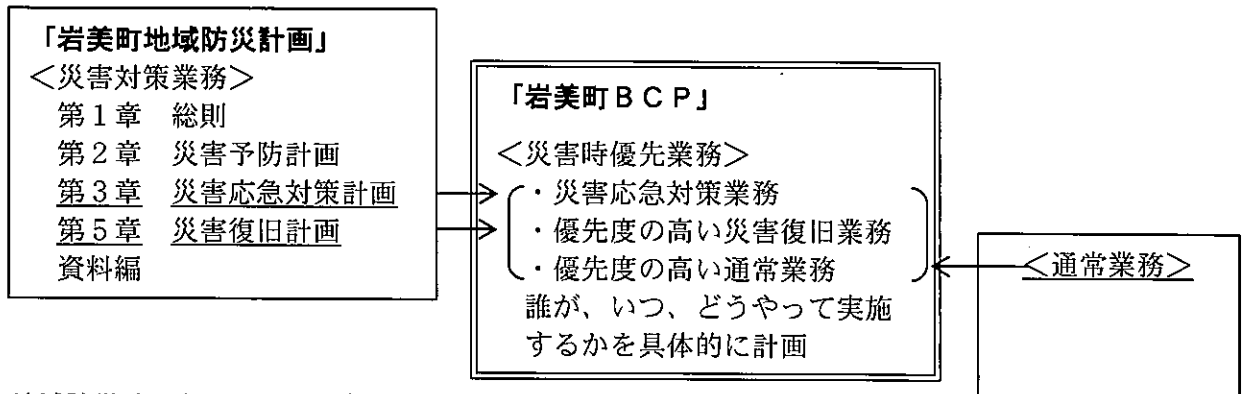 「岩美町地域防災計画」
<災害対策業務>
第1章 総則
第2章 災害予防計画
第3章 災害応急対策計画
第5章 災害復旧計画
資料編
「岩美町BCP」
<災害時優先業務>
・災害応急対策業務
・優先度の高い災害復旧業務
・優先度の高い通常業務
誰が、いつ、どうやって実施
するかを具体的に計画
<通常業務>